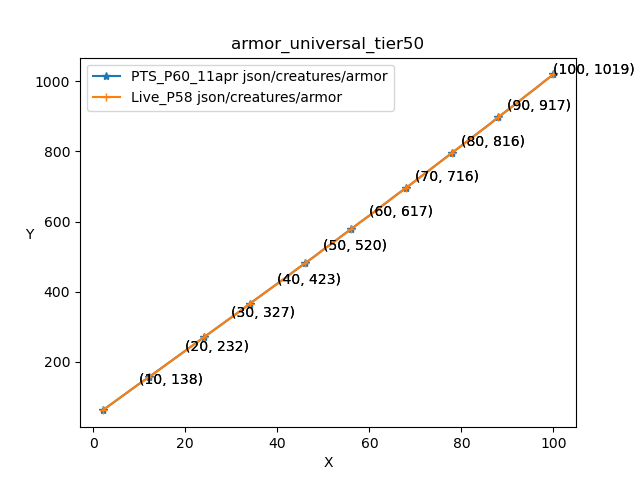 armor_universal_tier50
PTS_P60_11apr json/creatures/armor
Live_P58 json/creatures/armor
(100, 1019)
(90, 917)
(80, 816)
(70, 716)
(60, 617)
(50, 520)
(40, 423)
(30, 327)
(20, 232)
(10, 138)
1000
800
600
400
200
Y
0 20 40 60 80 100
X